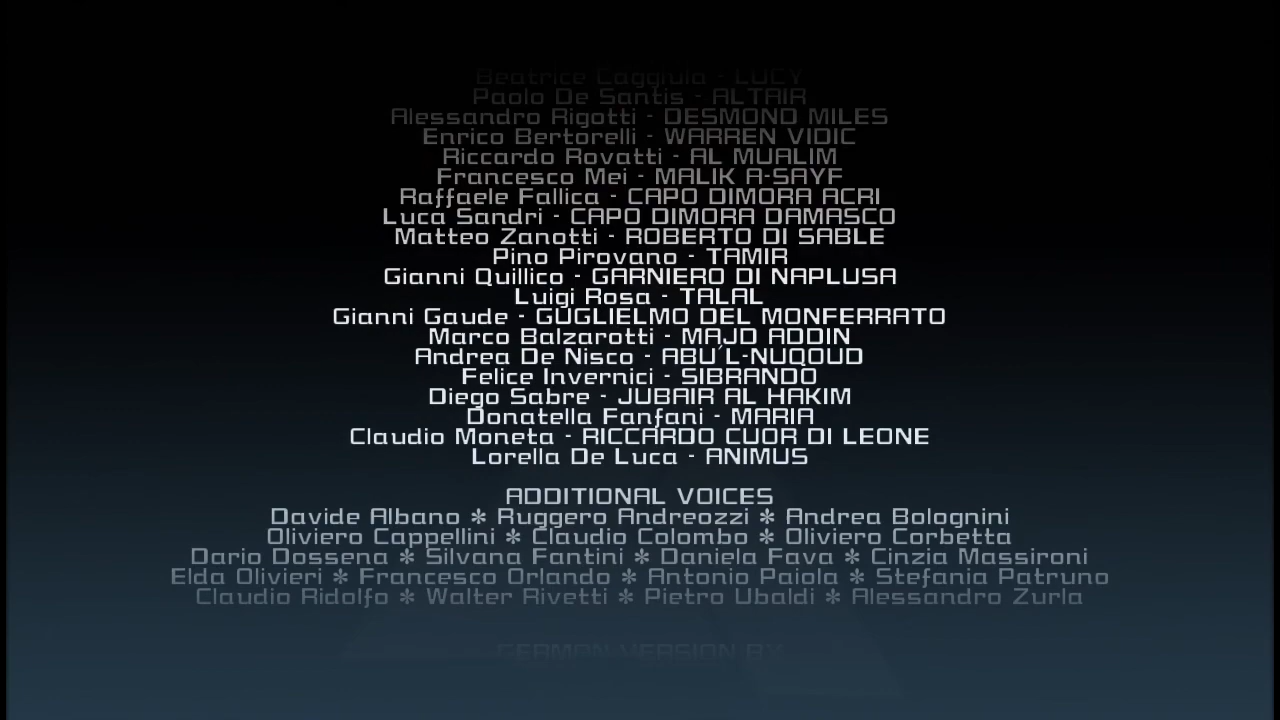 Beatrice Caggiula - LUCY
Paolo De Santis - ALTAIR
Alessandro Rigotti - DESMOND MILES
Enrico Bertorelli - WARREN VIDIC
Riccardo Rovatti - AL MUALIM
Francesco Mei - MALIK A-SAYF
Raffaele Fallica - CAPO DIMORA ACRI
Luca Sandri - CAPO DIMORA DAMASCO
Matteo Zanotti - ROBERTO DI SABLE
Pino Pirovano - TAMIR
Gianni Quillico - GARNIERO DI NAPLUSA
Luigi Rosa - TALAL
Gianni Gaude - GUGLIELMO DEL MONFERRATO
Marco Balzarotti - MAJD ADDIN
Andrea De Nisco - ABU'L-NUQOUD
Felice Invernici - SIBRANDO
Diego Sabre - JUBAIR AL HAKIM
Donatella Fanfani - MARIA
Claudio Moneta - RICCARDO CUOR DI LEONE
Lorella De Luca - ANIMUS
ADDITIONAL VOICES
Davide Albano * Ruggero Andreozzi * Andrea Bolognini
Oliviero Cappellini * Claudio Colombo * Oliviero Corbetta
Dario Dossena * Silvana Fantini * Daniela Fava * Cinzia Massironi
Elda Olivieri * Francesco Orlando * Antonio Paiola * Stefania Patruno
Claudio Ridolfo * Walter Rivetti * Pietro Ubaldi * Alessandro Zurla
GERMAN VERSION BY